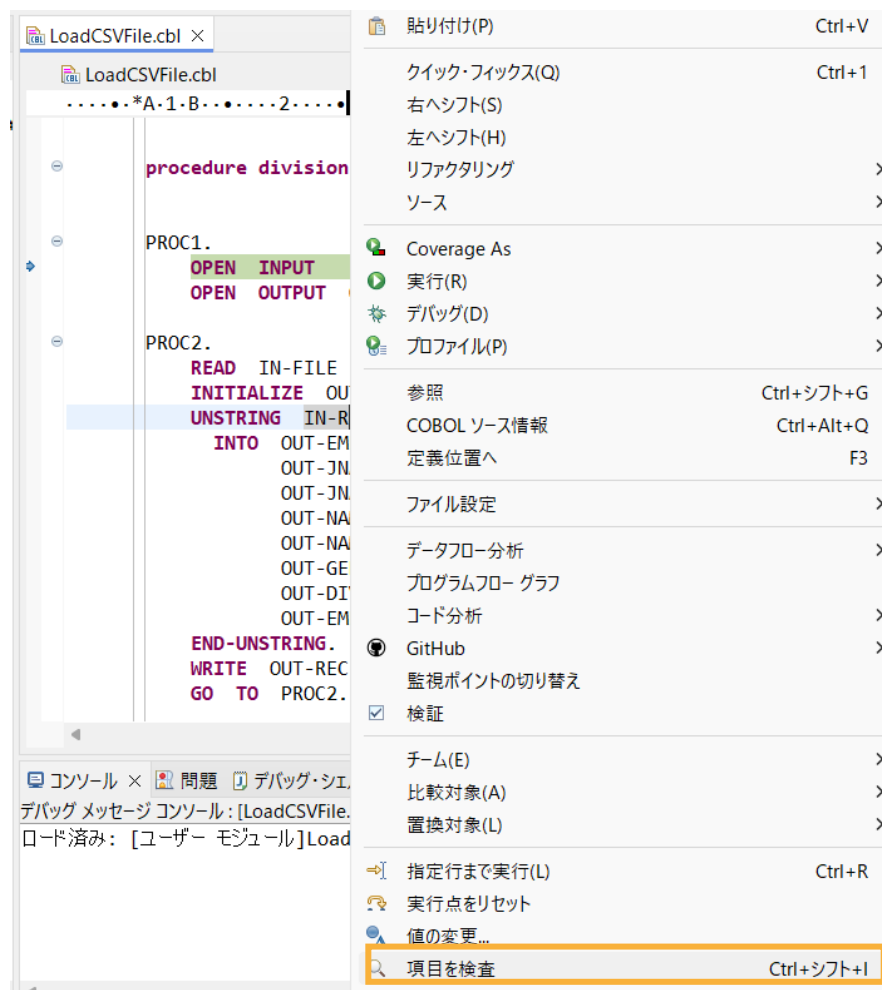 LoadCSVFile.cbl
LoadCSVFile.cbl
·····*A·1·B··•····2····•
procedure division
PROC1.
OPEN INPUT
OPEN OUTPUT
PROC2.
READ IN-FILE
INITIALIZE OU
UNSTRING IN-R
INTO OUT-EM
OUT-JN
OUT-JN
OUT-NA
OUT-NA
OUT-GE
OUT-DI
OUT-EM
END-UNSTRING.
WRITE OUT-REC
GO TO PROC2.
コンソール 問題 デバッグ・シェ
デバッグ メッセージ コンソール : [LoadCSVFile.
ロード済み: [ユーザー モジュール]Load
貼り付け(P) Ctrl+V
クイック・フィックス(Q) Ctrl+1
右へシフト(S)
左へシフト(H)
リファクタリング
ソース
Coverage As
実行(R)
デバッグ(D)
プロファイル(P)
参照 Ctrl+シフト+G
COBOL ソース情報 Ctrl+Alt+Q
定義位置へ F3
ファイル設定
データフロー分析
プログラムフロー グラフ
コード分析
GitHub
監視ポイントの切り替え
検証
チーム(E)
比較対象(A)
置換対象(L)
指定行まで実行(L) Ctrl+R
実行点をリセット
値の変更...
項目を検査 Ctrl+シフト+I